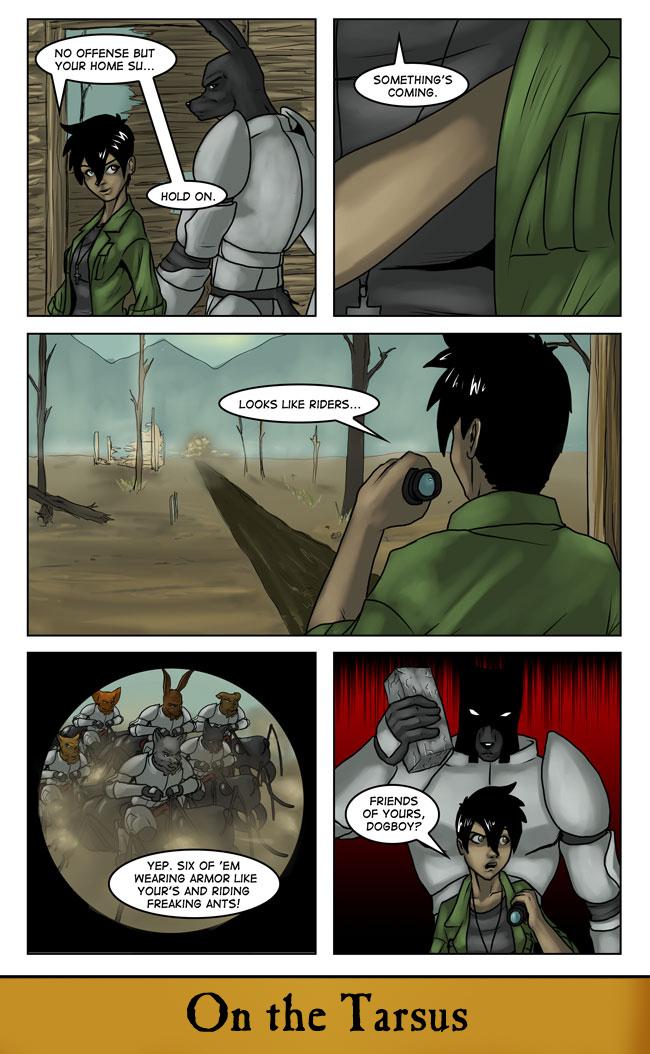 NO OFFENSE BUT
YOUR HOME SU...
HOLD ON.
SOMETHING'S
COMING.
LOOKS LIKE RIDERS...
YEP. SIX OF 'EM
WEARING ARMOR LIKE
YOUR'S AND RIDING
FREAKING ANTS!
FRIENDS
OF YOURS,
DOGBOY?
On the Tarsus